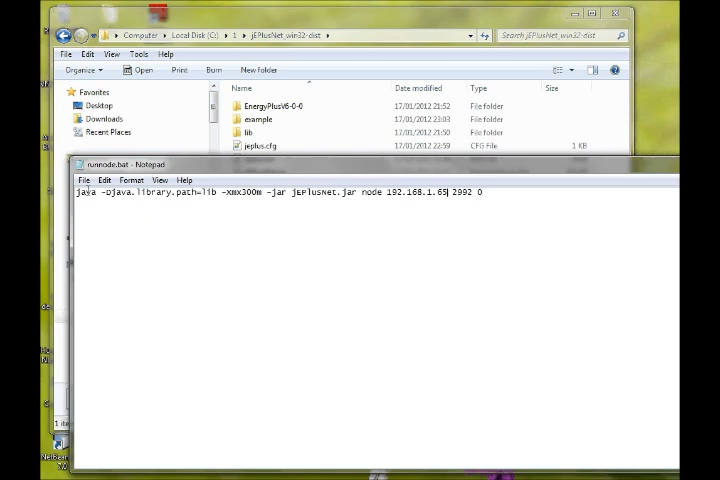 Computer ▸ Local Disk (C:) ▸ 1 ▸ jEPlusNet_win32-dist ▸
Search jEPlusNet_win32-dist
File Edit View Tools Help
Organize Open Print Burn New folder
Favorites
Desktop
Downloads
Recent Places
Name Date modified Type Size
EnergyPlusV6-0-0 17/01/2012 21:52 File folder
example 17/01/2012 23:03 File folder
lib 17/01/2012 21:50 File folder
jeplus.cfg 17/01/2012 22:59 CFG File
runnode.bat - Notepad
File Edit Format View Help
java -Djava.library.path=lib -Xmx300m -jar jEPlusNet.jar node 192.168.1.65 2992 0
1 ite
NetBean
7.0